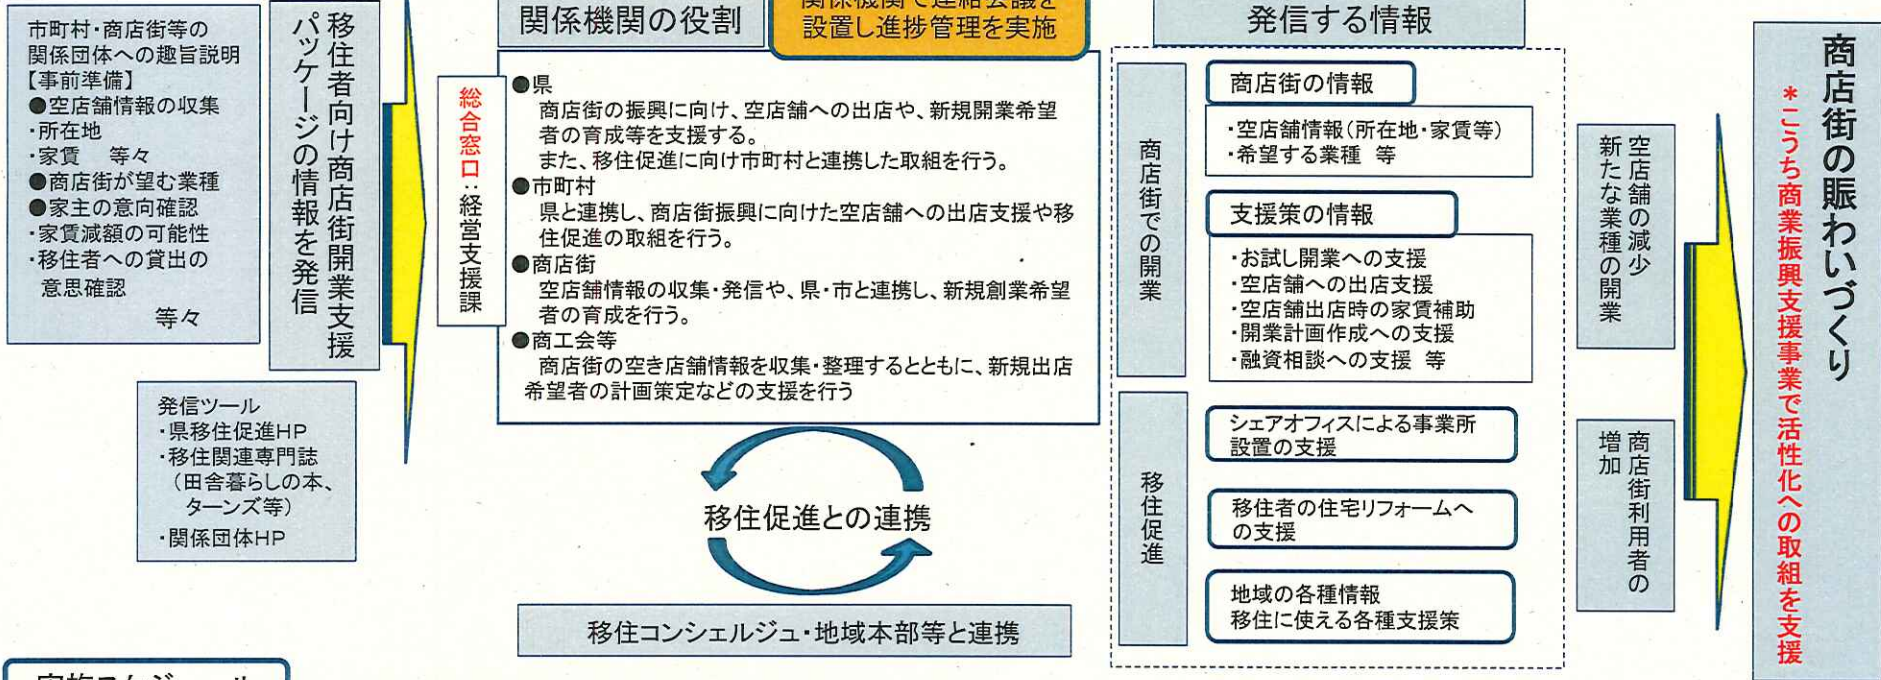 市町村・商店街等の
関係団体への趣旨説明
【事前準備】
●空店舗情報の収集
・所在地
・家賃　等々
●商店街が望む業種
●家主の意向確認
・家賃減額の可能性
・移住者への貸出の
意思確認
等々
移住者向け商店街開業支援
パッケージの情報を発信
発信ツール
・県移住促進HP
・移住関連専門誌
（田舎暮らしの本、
ターンズ等）
・関係団体HP
関係機関の役割
関係機関で連絡会議を
設置し進捗管理を実施
総合窓口：経営支援課
●県
商店街の振興に向け、空店舗への出店や、新規開業希望
者の育成等を支援する。
また、移住促進に向け市町村と連携した取組を行う。
●市町村
県と連携し、商店街振興に向けた空店舗への出店支援や移
住促進の取組を行う。
●商店街
空店舗情報の収集・発信や、県・市と連携し、新規創業希望
者の育成を行う。
●商工会等
商店街の空き店舗情報を収集・整理するとともに、新規出店
希望者の計画策定などの支援を行う
移住促進との連携
移住コンシェルジュ・地域本部等と連携
発信する情報
商店街での開業
商店街の情報
・空店舗情報（所在地・家賃等）
・希望する業種　等
支援策の情報
・お試し開業への支援
・空店舗への出店支援
・空店舗出店時の家賃補助
・開業計画作成への支援
・融資相談への支援　等
移住促進
シェアオフィスによる事業所
設置の支援
移住者の住宅リフォームへ
の支援
地域の各種情報
移住に使える各種支援策
空店舗の減少
新たな業種の開業
商店街利用者の
増加
商店街の賑わいづくり
＊こうち商業振興支援事業で活性化への取組を支援
実施スケジュール